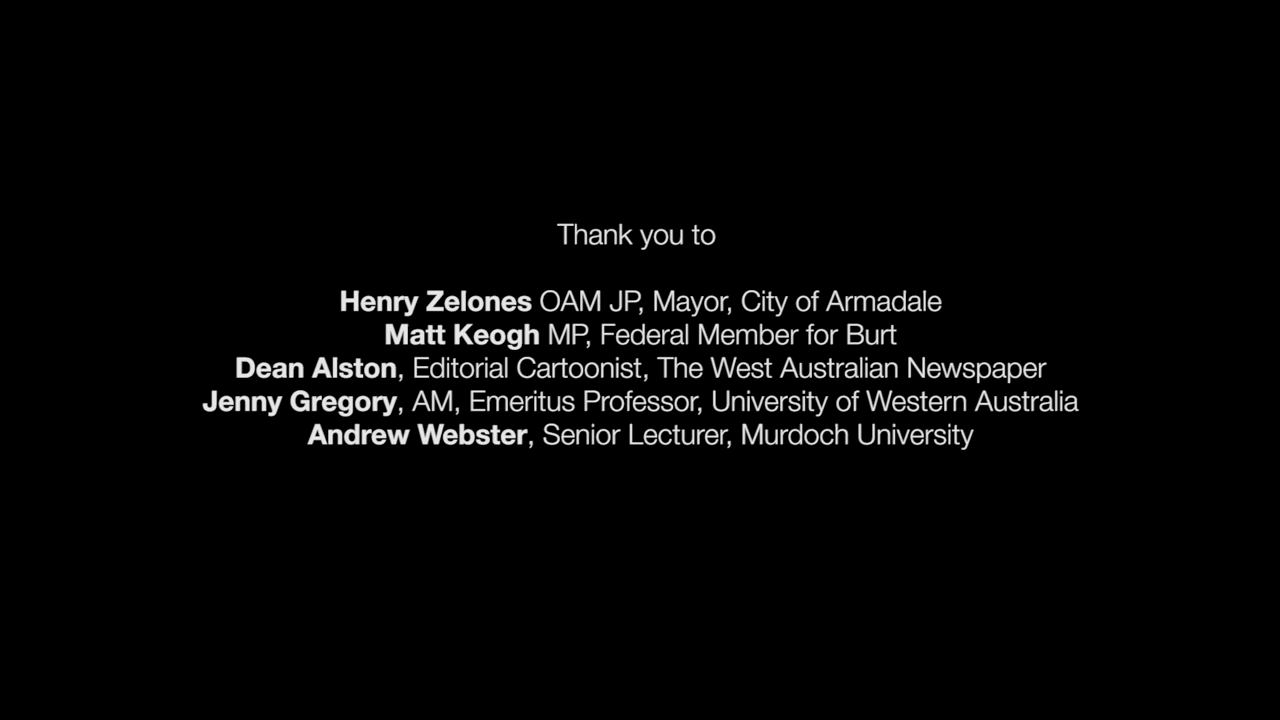 Thank you to
Henry Zelones OAM JP, Mayor, City of Armadale
Matt Keogh MP, Federal Member for Burt
Dean Alston, Editorial Cartoonist, The West Australian Newspaper
Jenny Gregory, AM, Emeritus Professor, University of Western Australia
Andrew Webster, Senior Lecturer, Murdoch University